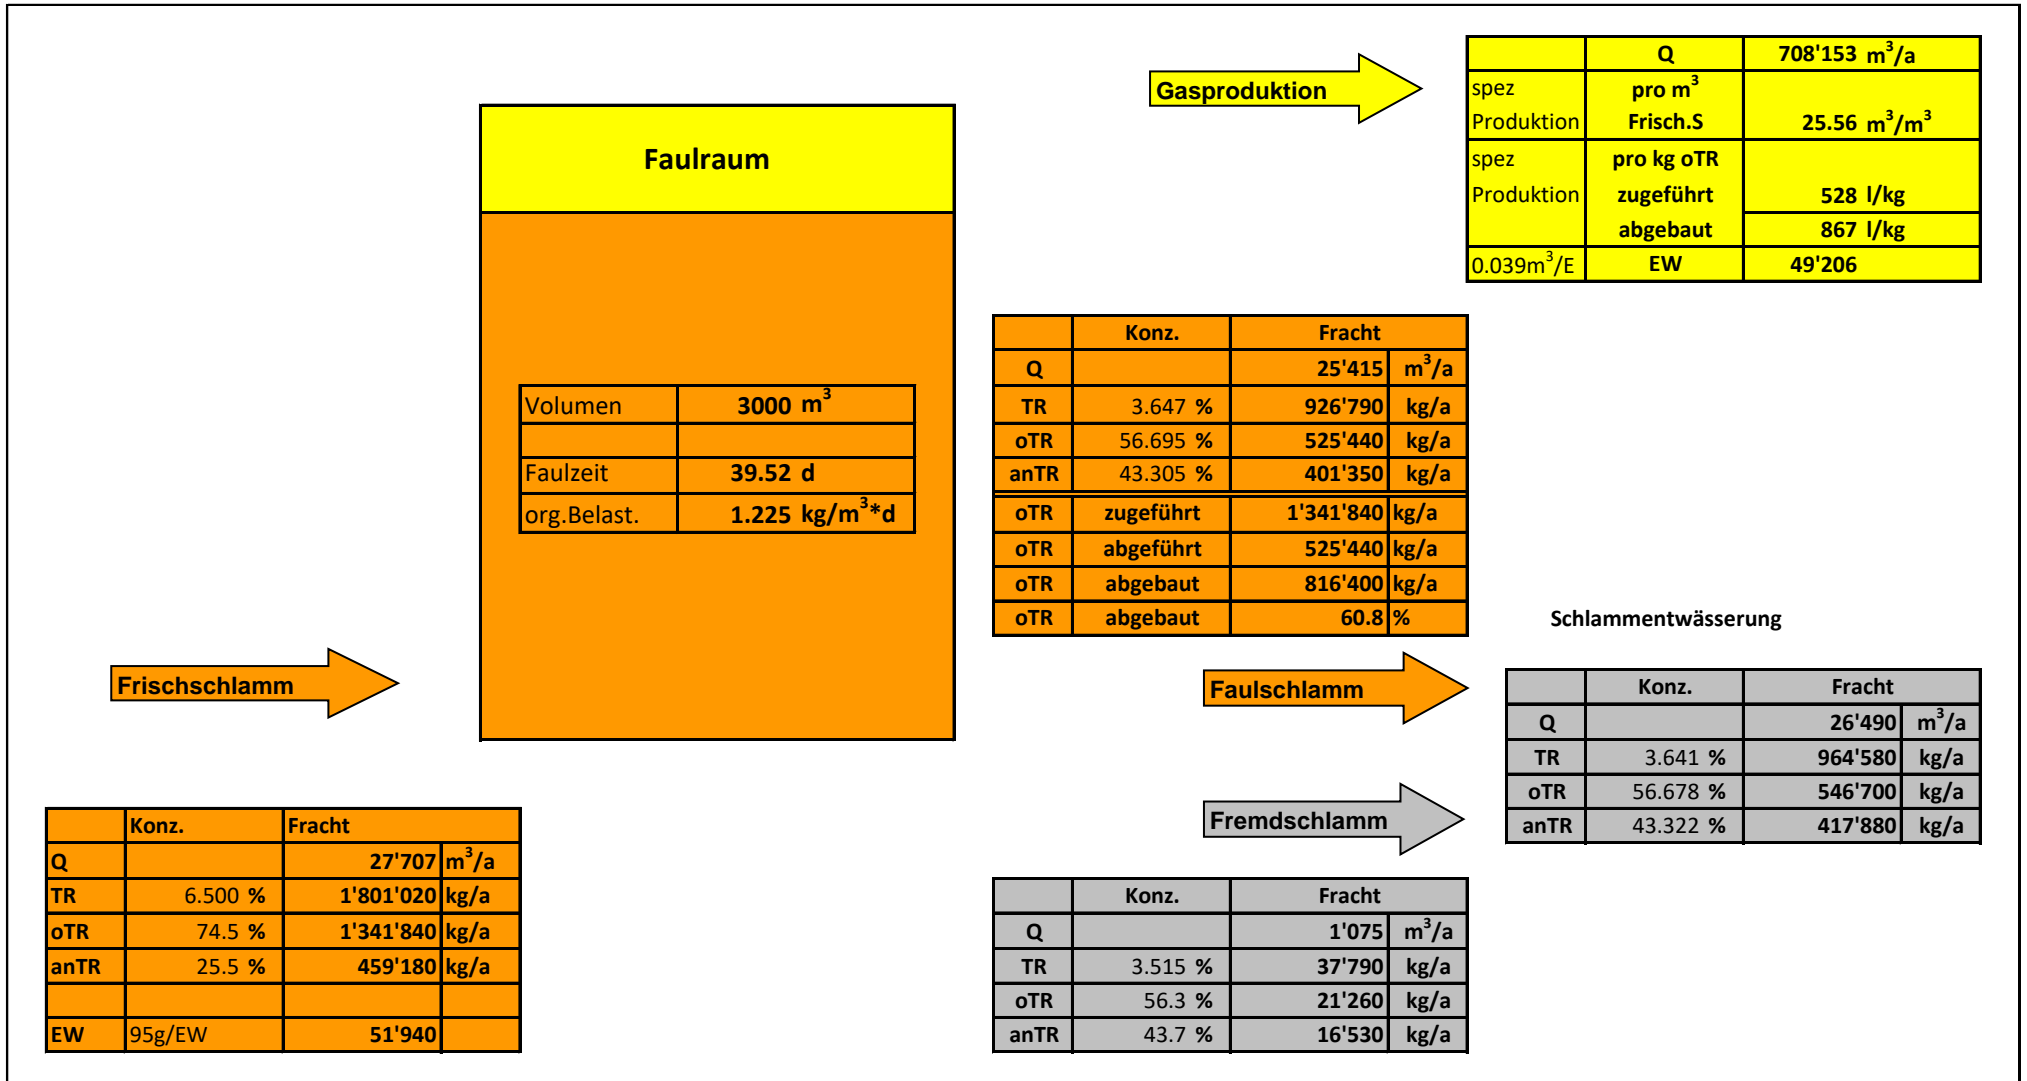 Gasproduktion
Q 708'153 m³/a
spez pro m³
Produktion Frisch.S 25.56 m³/m³
spez pro kg oTR
Produktion zugeführt 528 l/kg
abgebaut 867 l/kg
0.039m³/E EW 49'206
Faulraum
Volumen 3000 m³
Faulzeit 39.52 d
org.Belast. 1.225 kg/m³*d
Konz. Fracht
Q 25'415 m³/a
TR 3.647 % 926'790 kg/a
oTR 56.695 % 525'440 kg/a
anTR 43.305 % 401'350 kg/a
oTR zugeführt 1'341'840 kg/a
oTR abgeführt 525'440 kg/a
oTR abgebaut 816'400 kg/a
oTR abgebaut 60.8 %
Schlammentwässerung
Frischschlamm
Faulschlamm
Konz. Fracht
Q 26'490 m³/a
TR 3.641 % 964'580 kg/a
oTR 56.678 % 546'700 kg/a
anTR 43.322 % 417'880 kg/a
Fremdschlamm
Konz. Fracht
Q 27'707 m³/a
TR 6.500 % 1'801'020 kg/a
oTR 74.5 % 1'341'840 kg/a
anTR 25.5 % 459'180 kg/a
EW 95g/EW 51'940
Konz. Fracht
Q 1'075 m³/a
TR 3.515 % 37'790 kg/a
oTR 56.3 % 21'260 kg/a
anTR 43.7 % 16'530 kg/a